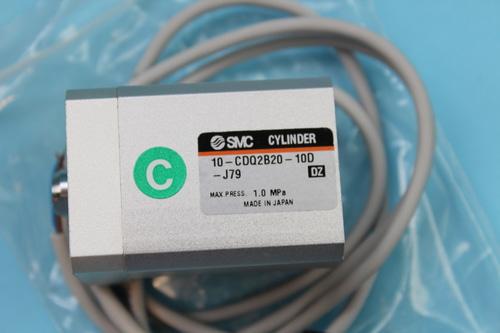 C
SMC CYLINDER
10-CDQ2B20-10D
-J79 DZ
MAX.PRESS. 1.0 MPa
MADE IN JAPAN